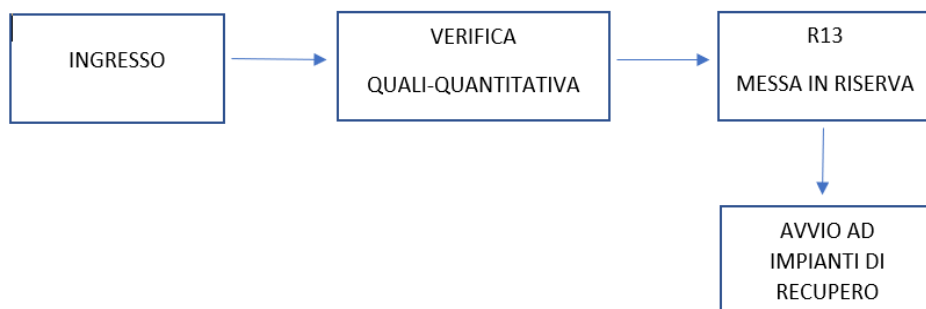 INGRESSO
VERIFICA
QUALI-QUANTITATIVA
R13
MESSA IN RISERVA
AVVIO AD
IMPIANTI DI
RECUPERO